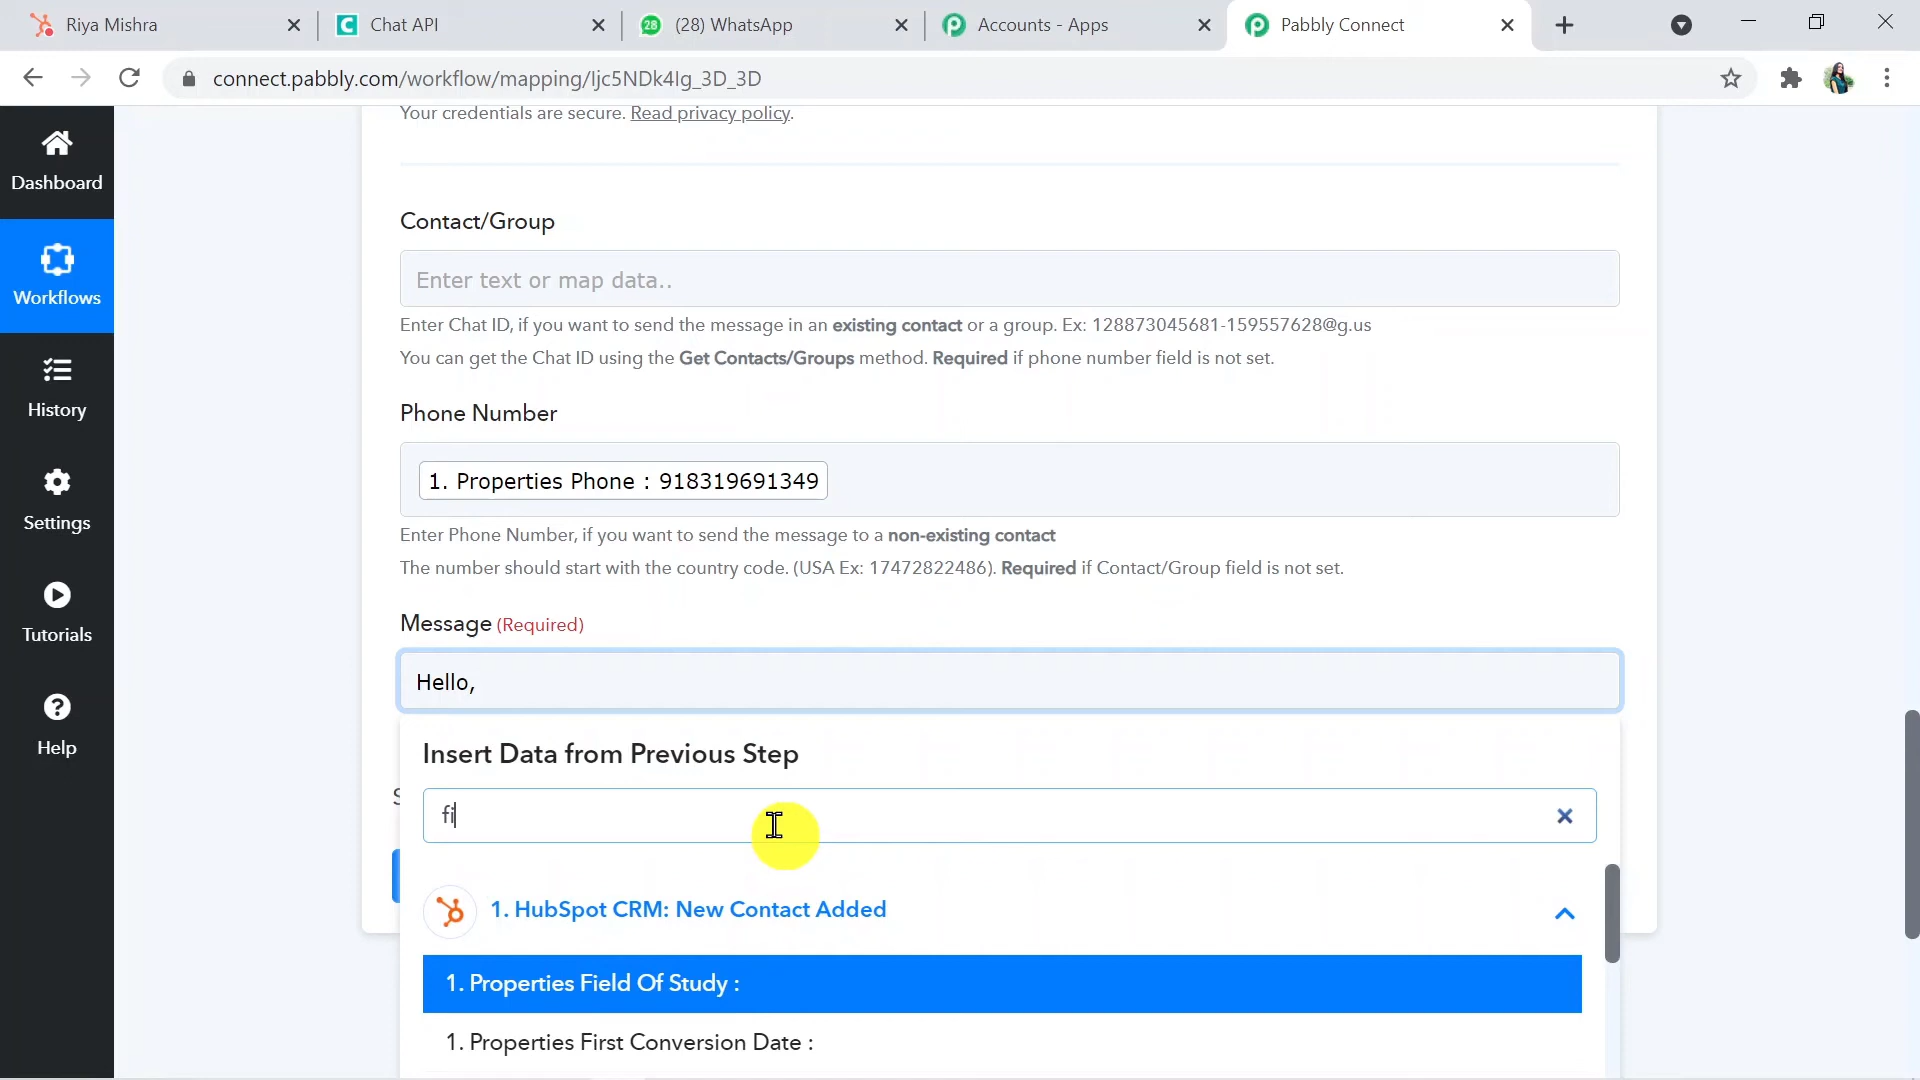 Riya Mishra
Chat API
28
(28) WhatsApp
Accounts - Apps
Pabbly Connect
connect.pabbly.com/workflow/mapping/Ijc5NDk4Ig_3D_3D
Your credentials are secure. Read privacy policy.
Dashboard
Workflows
History
Settings
Tutorials
Help
Contact/Group
Enter text or map data..
Enter Chat ID, if you want to send the message in an existing contact or a group. Ex: 128873045681-159557628@g.us
You can get the Chat ID using the Get Contacts/Groups method. Required if phone number field is not set.
Phone Number
1. Properties Phone : 918319691349
Enter Phone Number, if you want to send the message to a non-existing contact
The number should start with the country code. (USA Ex: 17472822486). Required if Contact/Group field is not set.
Message (Required)
Hello,
Insert Data from Previous Step
fi
1. HubSpot CRM: New Contact Added
1. Properties Field Of Study :
1. Properties First Conversion Date :